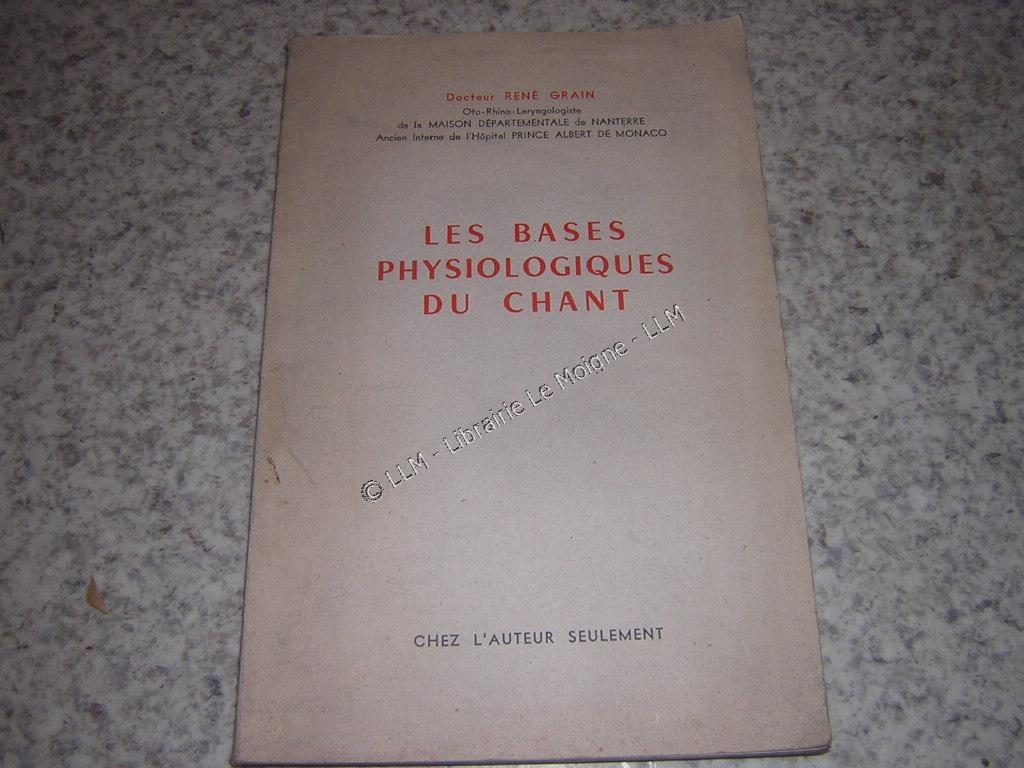 Docteur RENÉ GRAIN
Oto-Rhino-Laryngologiste
de la MAISON DÉPARTEMENTALE de NANTERRE
Ancien Interne de l'Hôpital PRINCE ALBERT DE MONACO
LES BASES
PHYSIOLOGIQUES
DU CHANT
© LLM - Librairie Le Moigne - LLM
CHEZ L'AUTEUR SEULEMENT